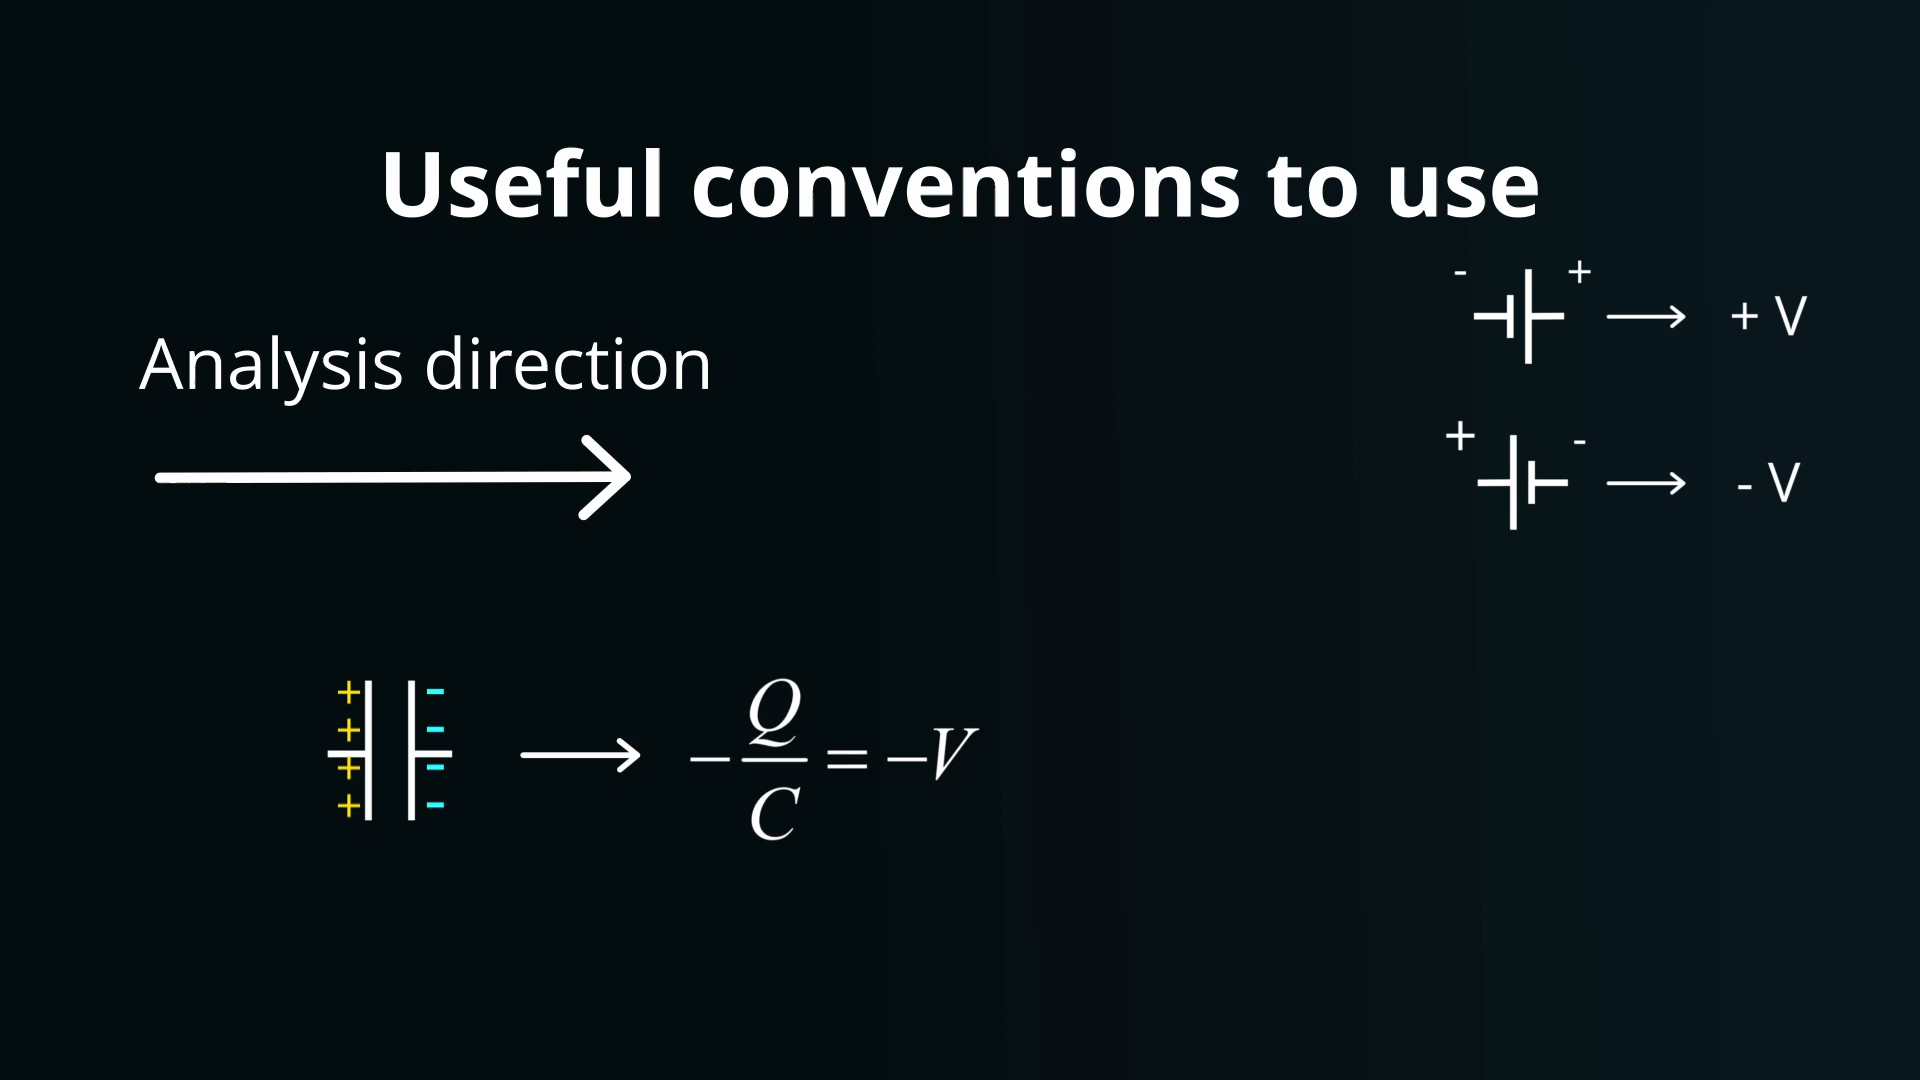 Useful conventions to use
- + + V
Analysis direction
+ - - V
+ -
+ -
+ -
+ -
−Q/C = −V